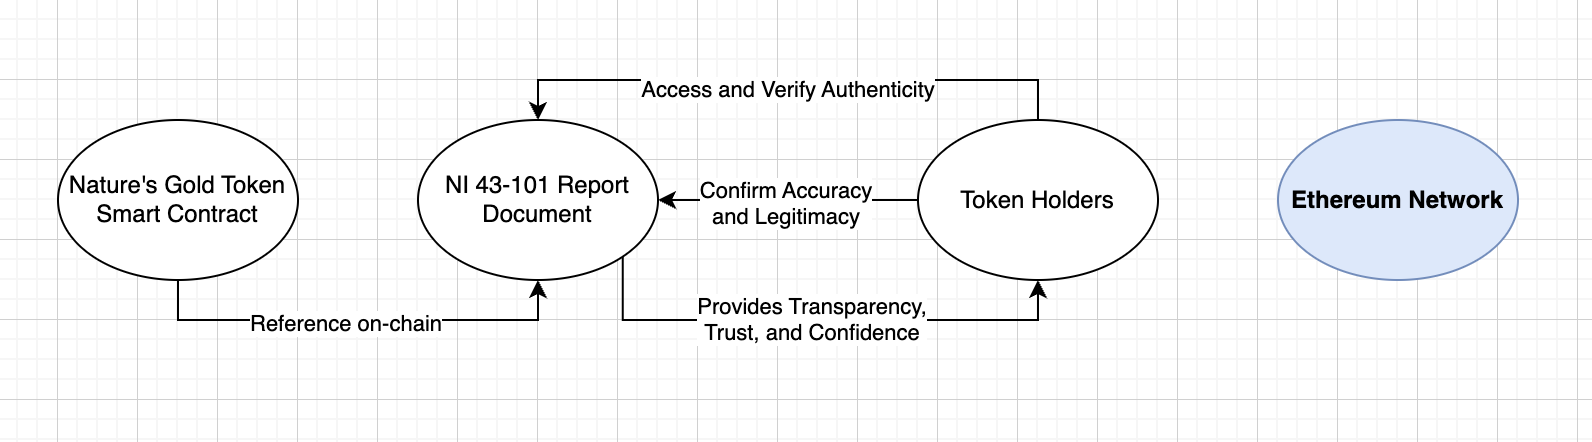 Access and Verify Authenticity
Nature's Gold Token
Smart Contract
NI 43-101 Report
Document
Confirm Accuracy
and Legitimacy
Token Holders
Ethereum Network
Reference on-chain
Provides Transparency,
Trust, and Confidence